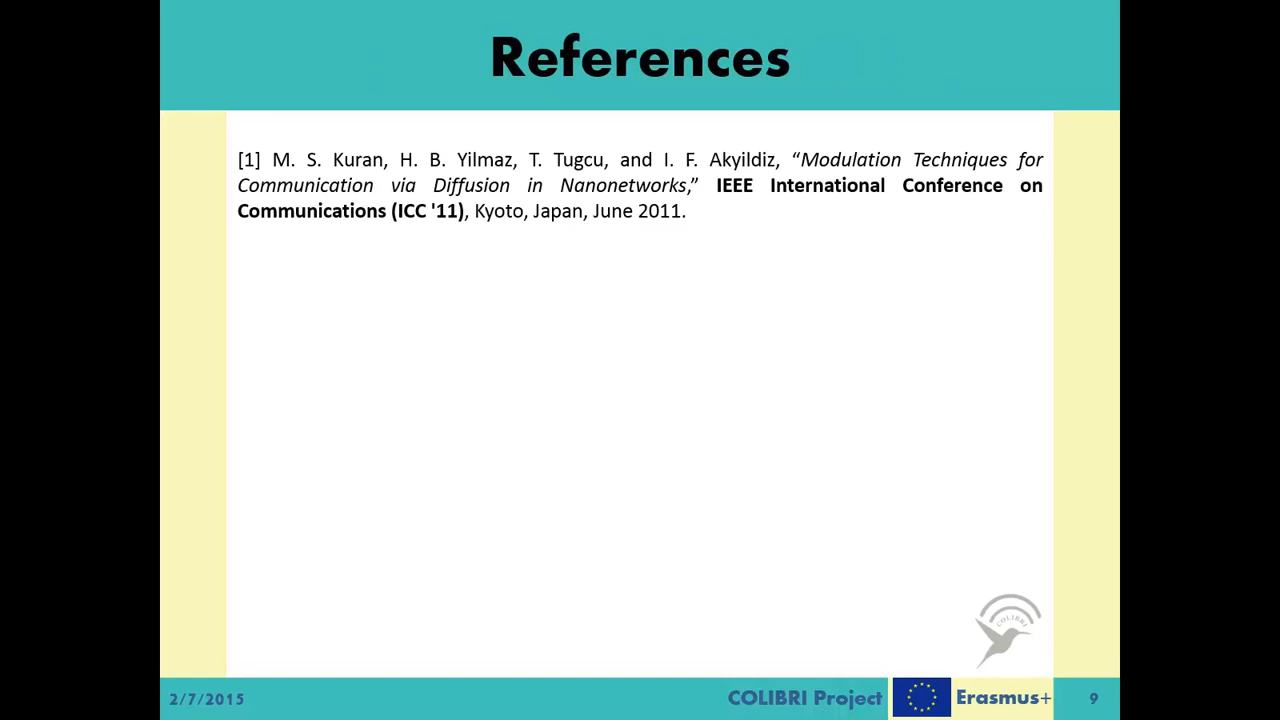 References
[1] M. S. Kuran, H. B. Yilmaz, T. Tugcu, and I. F. Akyildiz, “Modulation Techniques for
Communication via Diffusion in Nanonetworks,” IEEE International Conference on
Communications (ICC '11), Kyoto, Japan, June 2011.
COLIBRI
2/7/2015
COLIBRI Project
Erasmus+
9